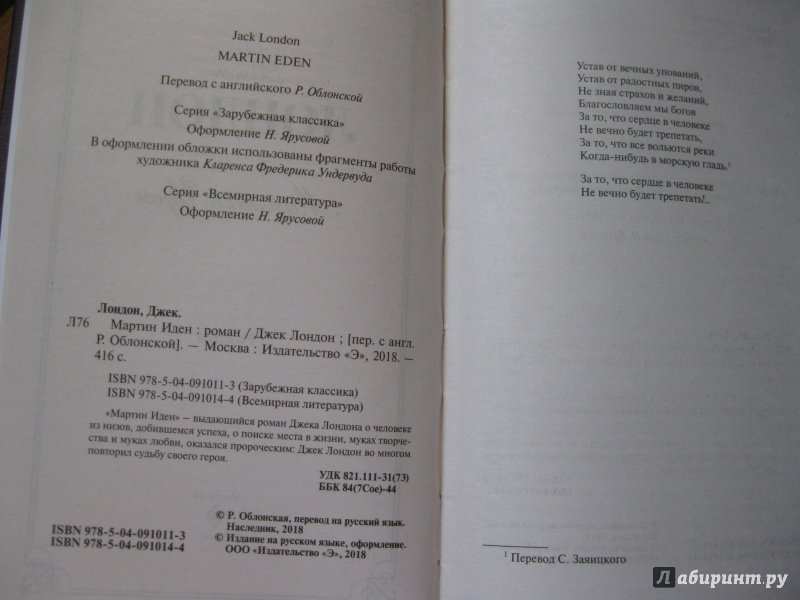 Jack London
MARTIN EDEN
Перевод с английского Р. Облонской
Серия «Зарубежная классика»
Оформление Н. Ярусовой
В оформлении обложки использованы фрагменты работы
художника Кларенса Фредерика Ундервуда
Серия «Всемирная литература»
Оформление Н. Ярусовой
Лондон, Джек.
Л76 Мартин Иден : роман / Джек Лондон ; [пер. с англ.
Р. Облонской]. — Москва : Издательство «Э», 2018. —
416 с.
ISBN 978-5-04-091011-3 (Зарубежная классика)
ISBN 978-5-04-091014-4 (Всемирная литература)
«Мартин Иден» — выдающийся роман Джека Лондона о человеке
из низов, добившемся успеха, о поиске места в жизни, муках творче-
ства и муках любви, оказался пророческим: Джек Лондон во многом
повторил судьбу своего героя.
УДК 821.111-31(73)
ББК 84(7Сое)-44
© Р. Облонская, перевод на русский язык.
Наследник, 2018
© Издание на русском языке, оформление.
ООО «Издательство «Э», 2018
ISBN 978-5-04-091011-3
ISBN 978-5-04-091014-4
Устав от вечных упований,
Устав от радостных пиров,
Не зная страхов и желаний,
Благословляем мы богов
За то, что сердце в человеке
Не вечно будет трепетать,
За то, что все вольются реки
Когда-нибудь в морскую гладь.¹
За то, что сердце в человеке
Не вечно будет трепетать!..
¹ Перевод С. Заяицкого
Лабиринт.ру